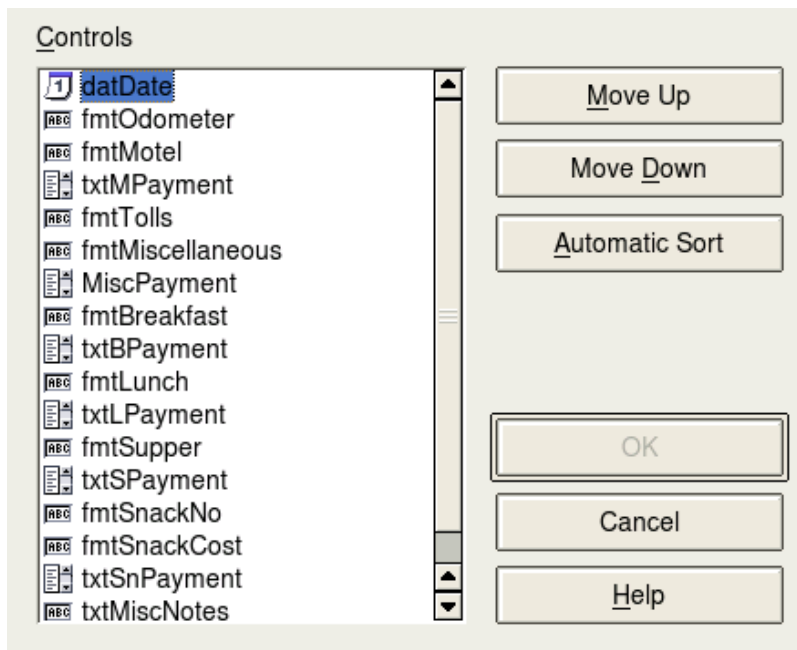 Controls
datDate
fmtOdometer
fmtMotel
txtMPayment
fmtTolls
fmtMiscellaneous
MiscPayment
fmtBreakfast
txtBPayment
fmtLunch
txtLPayment
fmtSupper
txtSPayment
fmtSnackNo
fmtSnackCost
txtSnPayment
txtMiscNotes
Move Up
Move Down
Automatic Sort
OK
Cancel
Help